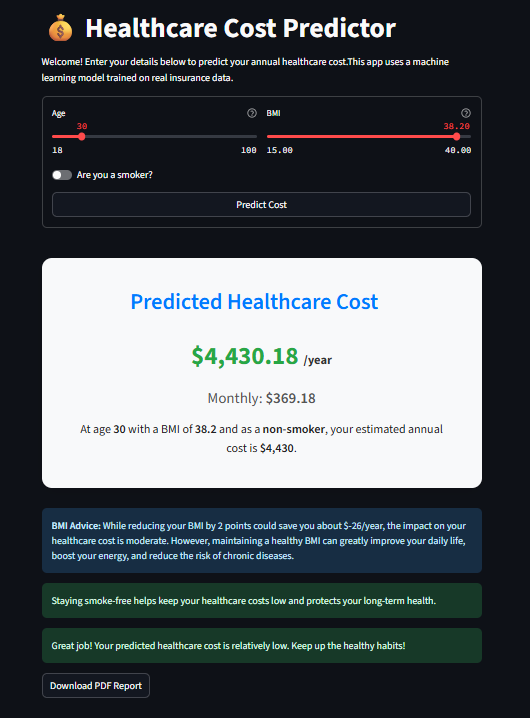 Healthcare Cost Predictor
Welcome! Enter your details below to predict your annual healthcare cost.This app uses a machine
learning model trained on real insurance data.
Age
30
18 100
BMI
38.20
15.00 40.00
Are you a smoker?
Predict Cost
Predicted Healthcare Cost
$4,430.18 /year
Monthly: $369.18
At age 30 with a BMI of 38.2 and as a non-smoker, your estimated annual
cost is $4,430.
BMI Advice: While reducing your BMI by 2 points could save you about $-26/year, the impact on your
healthcare cost is moderate. However, maintaining a healthy BMI can greatly improve your daily life,
boost your energy, and reduce the risk of chronic diseases.
Staying smoke-free helps keep your healthcare costs low and protects your long-term health.
Great job! Your predicted healthcare cost is relatively low. Keep up the healthy habits!
Download PDF Report